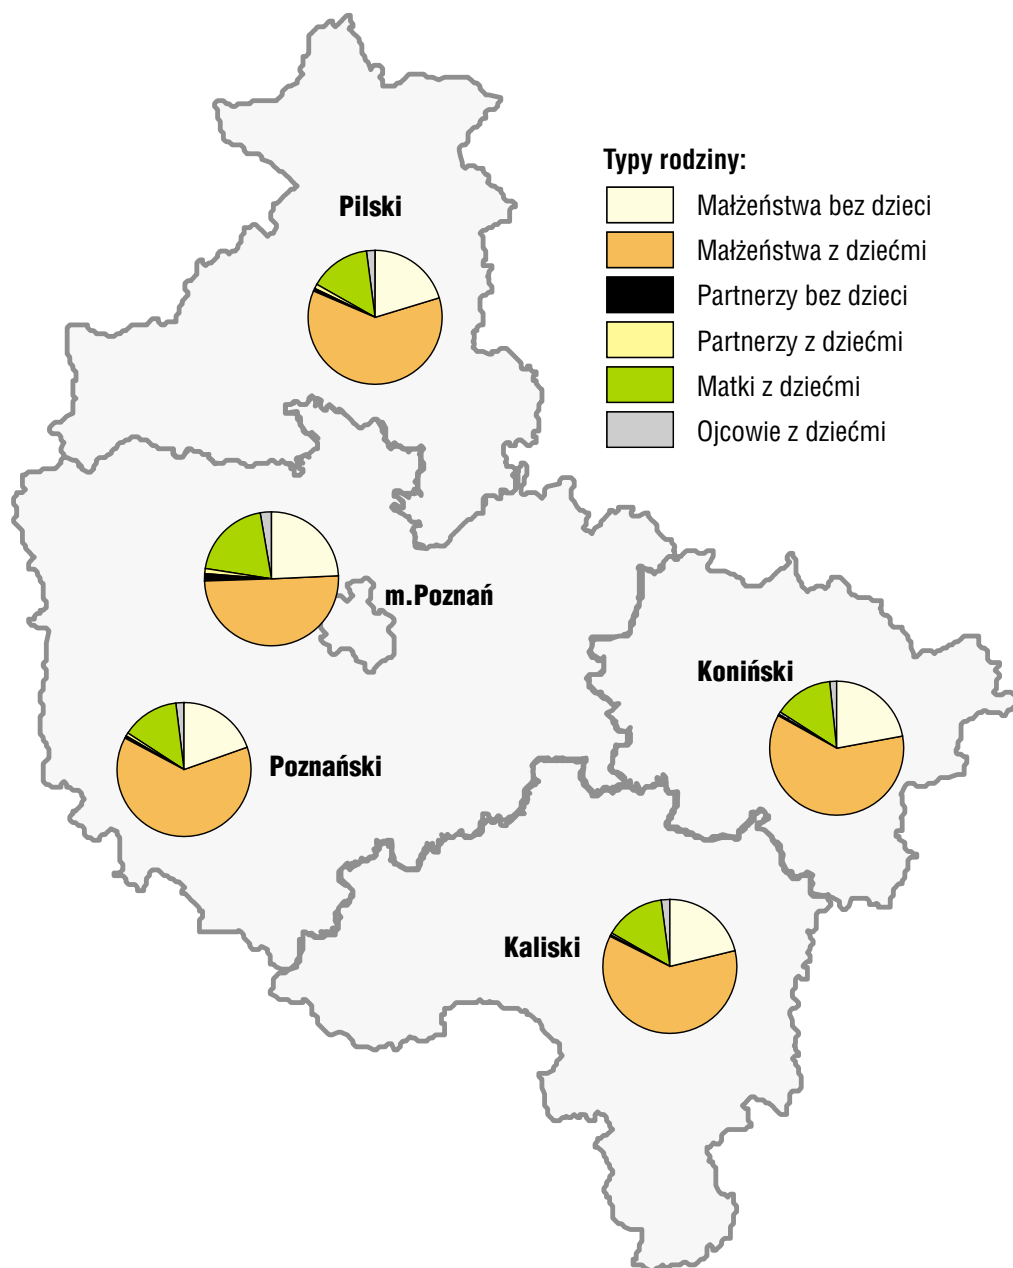 Typy rodziny:
Małżeństwa bez dzieci
Małżeństwa z dziećmi
Partnerzy bez dzieci
Partnerzy z dziećmi
Matki z dziećmi
Ojcowie z dziećmi
Pilski
m.Poznań
Koniński
Poznański
Kaliski